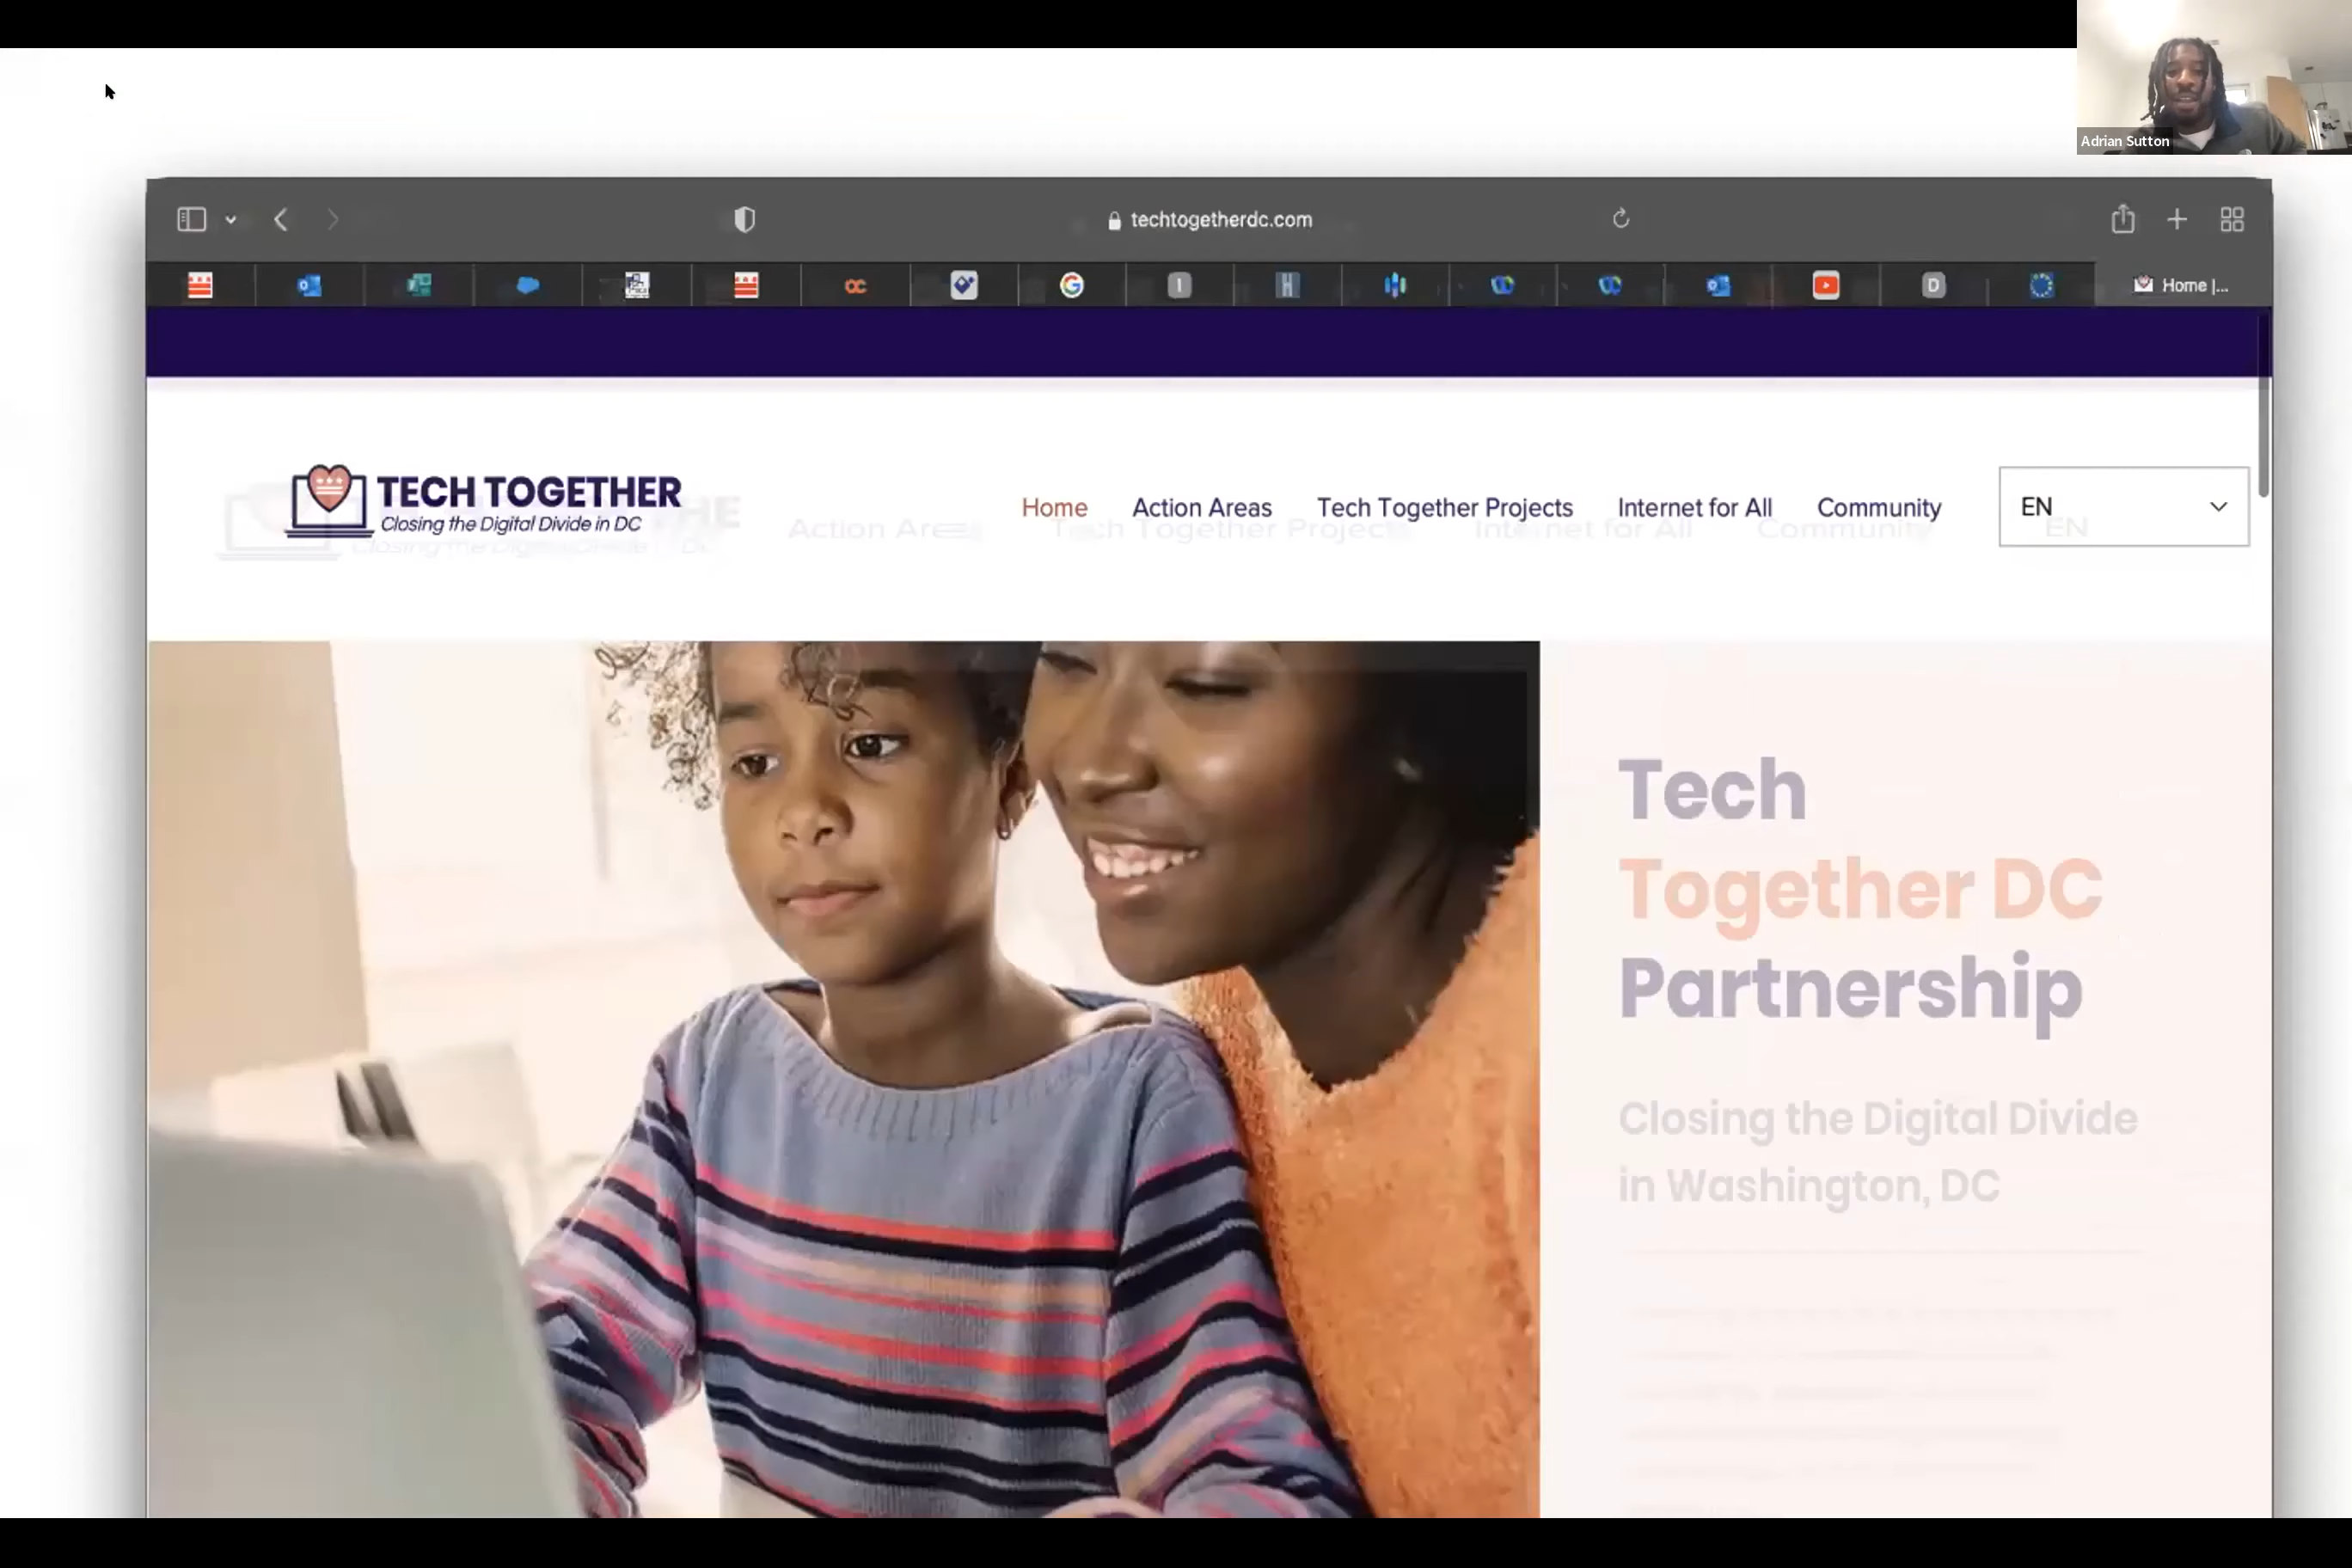 Adrian Sutton
techtogetherdc.com
Home |...
TECH TOGETHER
Closing the Digital Divide in DC
Home Action Areas Tech Together Projects Internet for All Community EN
Tech
Together DC
Partnership
Closing the Digital Divide
in Washington, DC